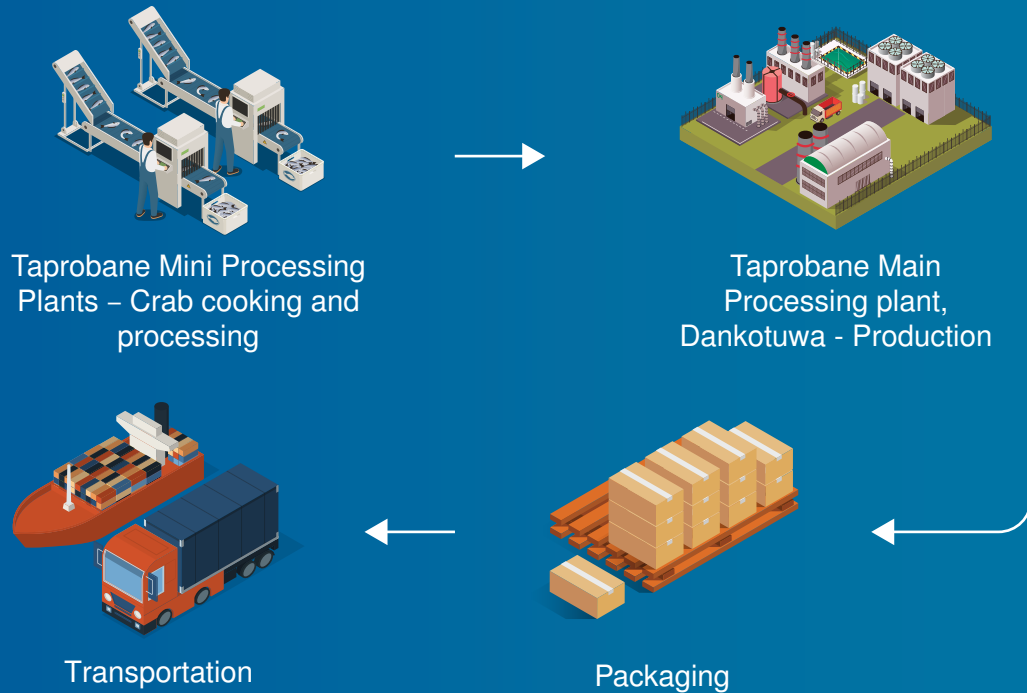 Taprobane Mini Processing
Plants – Crab cooking and
processing
Taprobane Main
Processing plant,
Dankotuwa - Production
Transportation
Packaging